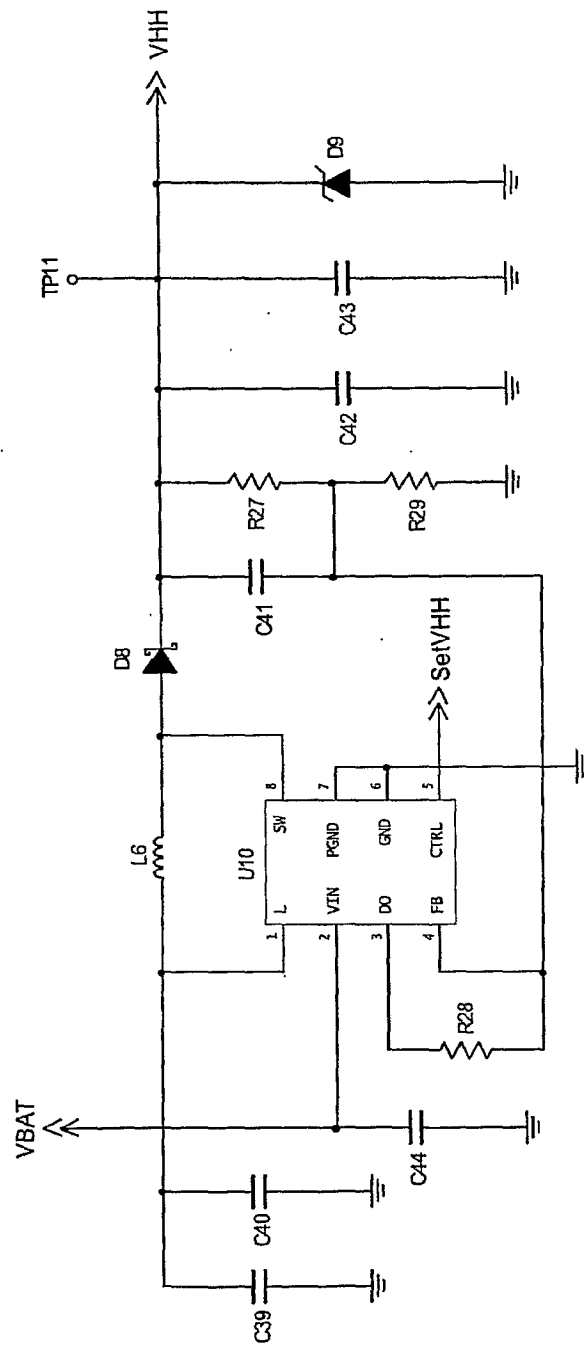 VBAT
L6
D8
TP11
VHH
C39
C40
C44
U10
1
L
SW
8
2
VIN
PGND
7
3
DO
GND
6
4
FB
CTRL
5
SetVHH
R28
C41
R27
R29
C42
C43
D9